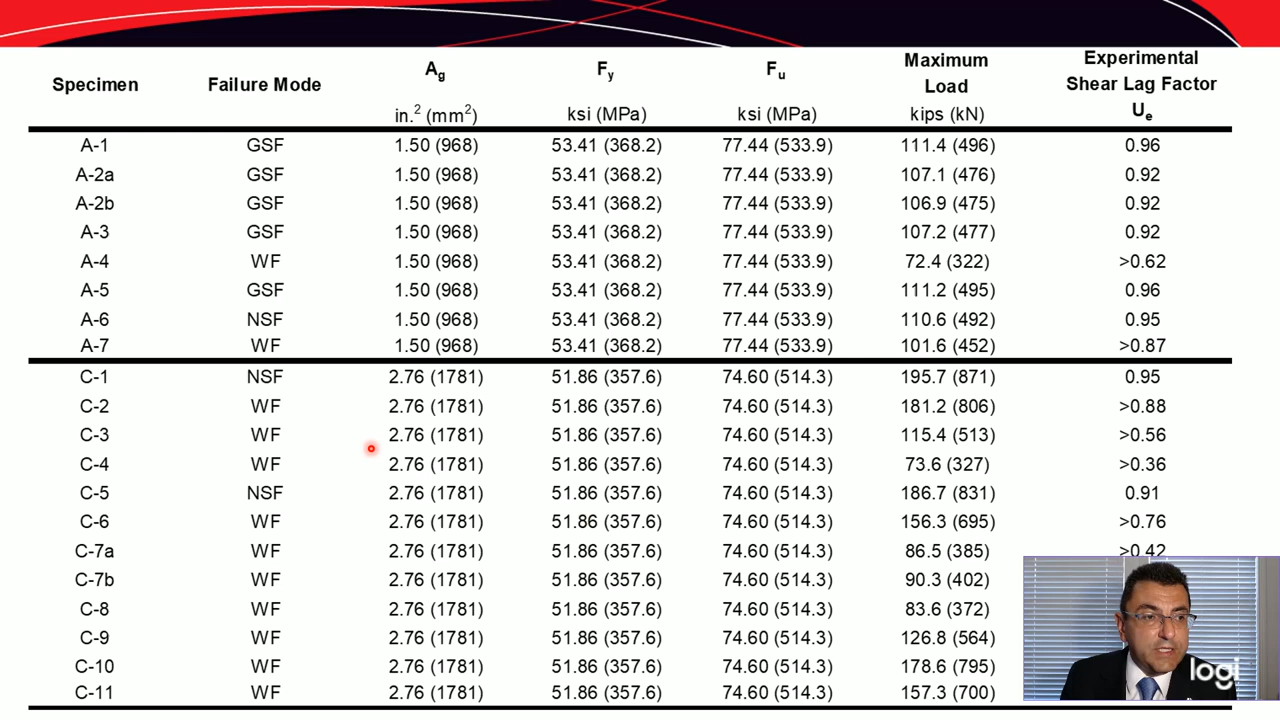 Specimen Failure Mode Ag Fy Fu Maximum Load Experimental Shear Lag Factor Ue
in.² (mm²) ksi (MPa) ksi (MPa) kips (kN)
A-1 GSF 1.50 (968) 53.41 (368.2) 77.44 (533.9) 111.4 (496) 0.96
A-2a GSF 1.50 (968) 53.41 (368.2) 77.44 (533.9) 107.1 (476) 0.92
A-2b GSF 1.50 (968) 53.41 (368.2) 77.44 (533.9) 106.9 (475) 0.92
A-3 GSF 1.50 (968) 53.41 (368.2) 77.44 (533.9) 107.2 (477) 0.92
A-4 WF 1.50 (968) 53.41 (368.2) 77.44 (533.9) 72.4 (322) >0.62
A-5 GSF 1.50 (968) 53.41 (368.2) 77.44 (533.9) 111.2 (495) 0.96
A-6 NSF 1.50 (968) 53.41 (368.2) 77.44 (533.9) 110.6 (492) 0.95
A-7 WF 1.50 (968) 53.41 (368.2) 77.44 (533.9) 101.6 (452) >0.87
C-1 NSF 2.76 (1781) 51.86 (357.6) 74.60 (514.3) 195.7 (871) 0.95
C-2 WF 2.76 (1781) 51.86 (357.6) 74.60 (514.3) 181.2 (806) >0.88
C-3 WF 2.76 (1781) 51.86 (357.6) 74.60 (514.3) 115.4 (513) >0.56
C-4 WF 2.76 (1781) 51.86 (357.6) 74.60 (514.3) 73.6 (327) >0.36
C-5 NSF 2.76 (1781) 51.86 (357.6) 74.60 (514.3) 186.7 (831) 0.91
C-6 WF 2.76 (1781) 51.86 (357.6) 74.60 (514.3) 156.3 (695) >0.76
C-7a WF 2.76 (1781) 51.86 (357.6) 74.60 (514.3) 86.5 (385) >0.42
C-7b WF 2.76 (1781) 51.86 (357.6) 74.60 (514.3) 90.3 (402)
C-8 WF 2.76 (1781) 51.86 (357.6) 74.60 (514.3) 83.6 (372)
C-9 WF 2.76 (1781) 51.86 (357.6) 74.60 (514.3) 126.8 (564)
C-10 WF 2.76 (1781) 51.86 (357.6) 74.60 (514.3) 178.6 (795)
C-11 WF 2.76 (1781) 51.86 (357.6) 74.60 (514.3) 157.3 (700)
logi